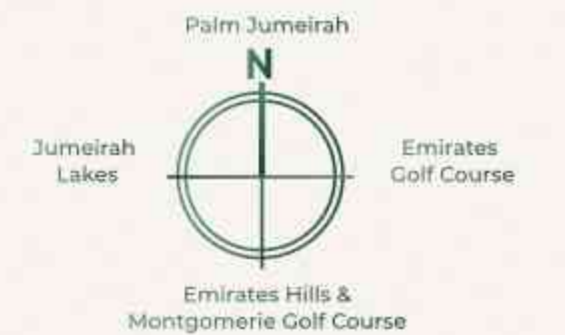 Palm Jumeirah
N
Jumeirah
Lakes
Emirates
Golf Course
Emirates Hills &
Montgomerie Golf Course